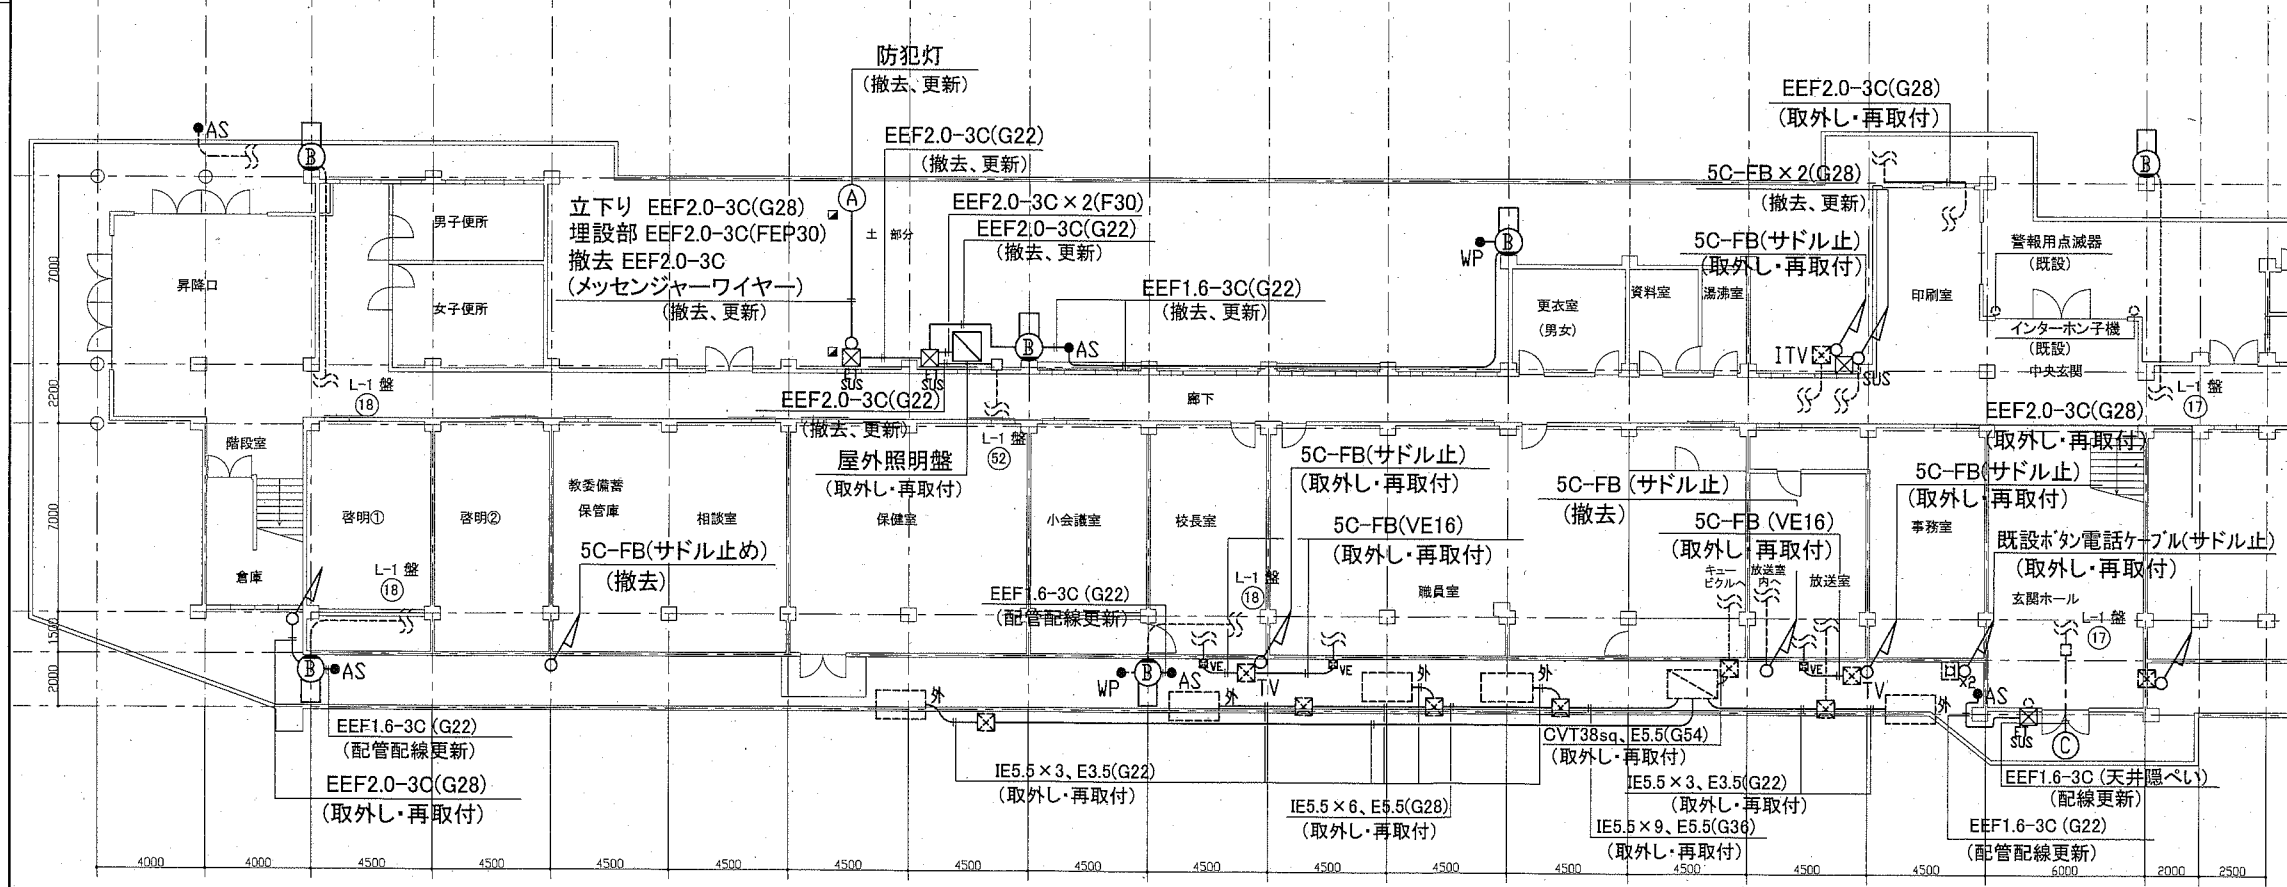 防犯灯
(撤去、更新)
EEF2.0-3C(G28)
(取外し・再取付)
AS
B
EEF2.0-3C(G22)
(撤去、更新)
B
5C-FB×2(G28)
(撤去、更新)
A
立下り EEF2.0-3C(G28)
埋設部 EEF2.0-3C(FEP30)
撤去 EEF2.0-3C
(メッセンジャーワイヤー)
(撤去、更新)
土 部分
EEF2.0-3C×2(F30)
EEF2.0-3C(G22)
(撤去、更新)
男子便所
女子便所
昇降口
7000
WP
B
5C-FB(サドル止)
(取外し・再取付)
警報用点滅器
(既設)
EEF1.6-3C(G22)
(撤去、更新)
更衣室
(男女)
資料室
湯沸室
印刷室
インターホン子機
(既設)
中央玄関
B
AS
ITV
SUS
ET
SUS
ET
SUS
2200
L-1 盤
18
EEF2.0-3C(G22)
(撤去、更新)
廊下
L-1 盤
17
EEF2.0-3C(G28)
(取外し・再取付)
階段室
L-1 盤
52
屋外照明盤
(取外し・再取付)
5C-FB(サドル止)
(取外し・再取付)
5C-FB (サドル止)
(撤去)
5C-FB(サドル止)
(取外し・再取付)
7000
啓明①
啓明②
教委備蓄
保管庫
相談室
保健室
小会議室
校長室
5C-FB(VE16)
(取外し・再取付)
5C-FB (VE16)
(取外し・再取付)
事務室
既設ボタン電話ケーブル(サドル止)
(取外し・再取付)
倉庫
L-1 盤
18
5C-FB(サドル止め)
(撤去)
EEF1.6-3C (G22)
(配管配線更新)
L-1 盤
18
職員室
キュー
ビクルへ
放送室
内へ
放送室
玄関ホール
L-1 盤
17
1500
2000
B
AS
WP
B
AS
VE
TV
VE
VE
TV
X2
AS
外
外
外
外
外
ET
SUS
C
EEF1.6-3C (G22)
(配管配線更新)
EEF2.0-3C(G28)
(取外し・再取付)
IE5.5×3、E3.5(G22)
(取外し・再取付)
CVT38sq、E5.5(G54)
(取外し・再取付)
IE5.5×3、E3.5(G22)
(取外し・再取付)
EEF1.6-3C (天井隠ぺい)
(配線更新)
IE5.5×6、E5.5(G28)
(取外し・再取付)
IE5.5×9、E5.5(G36)
(取外し・再取付)
EEF1.6-3C (G22)
(配管配線更新)
4000 4000 4500 4500 4500 4500 4500 4500 4500 4500 4500 4500 4500 4500 4500 4500 6000 2000 2500